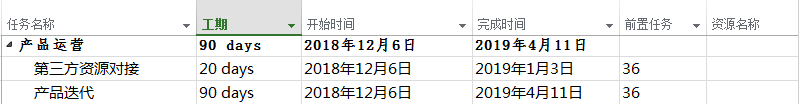 任务名称 工期 开始时间 完成时间 前置任务 资源名称
产品运营 90 days 2018年12月6日 2019年4月11日
第三方资源对接 20 days 2018年12月6日 2019年1月3日 36
产品迭代 90 days 2018年12月6日 2019年4月11日 36